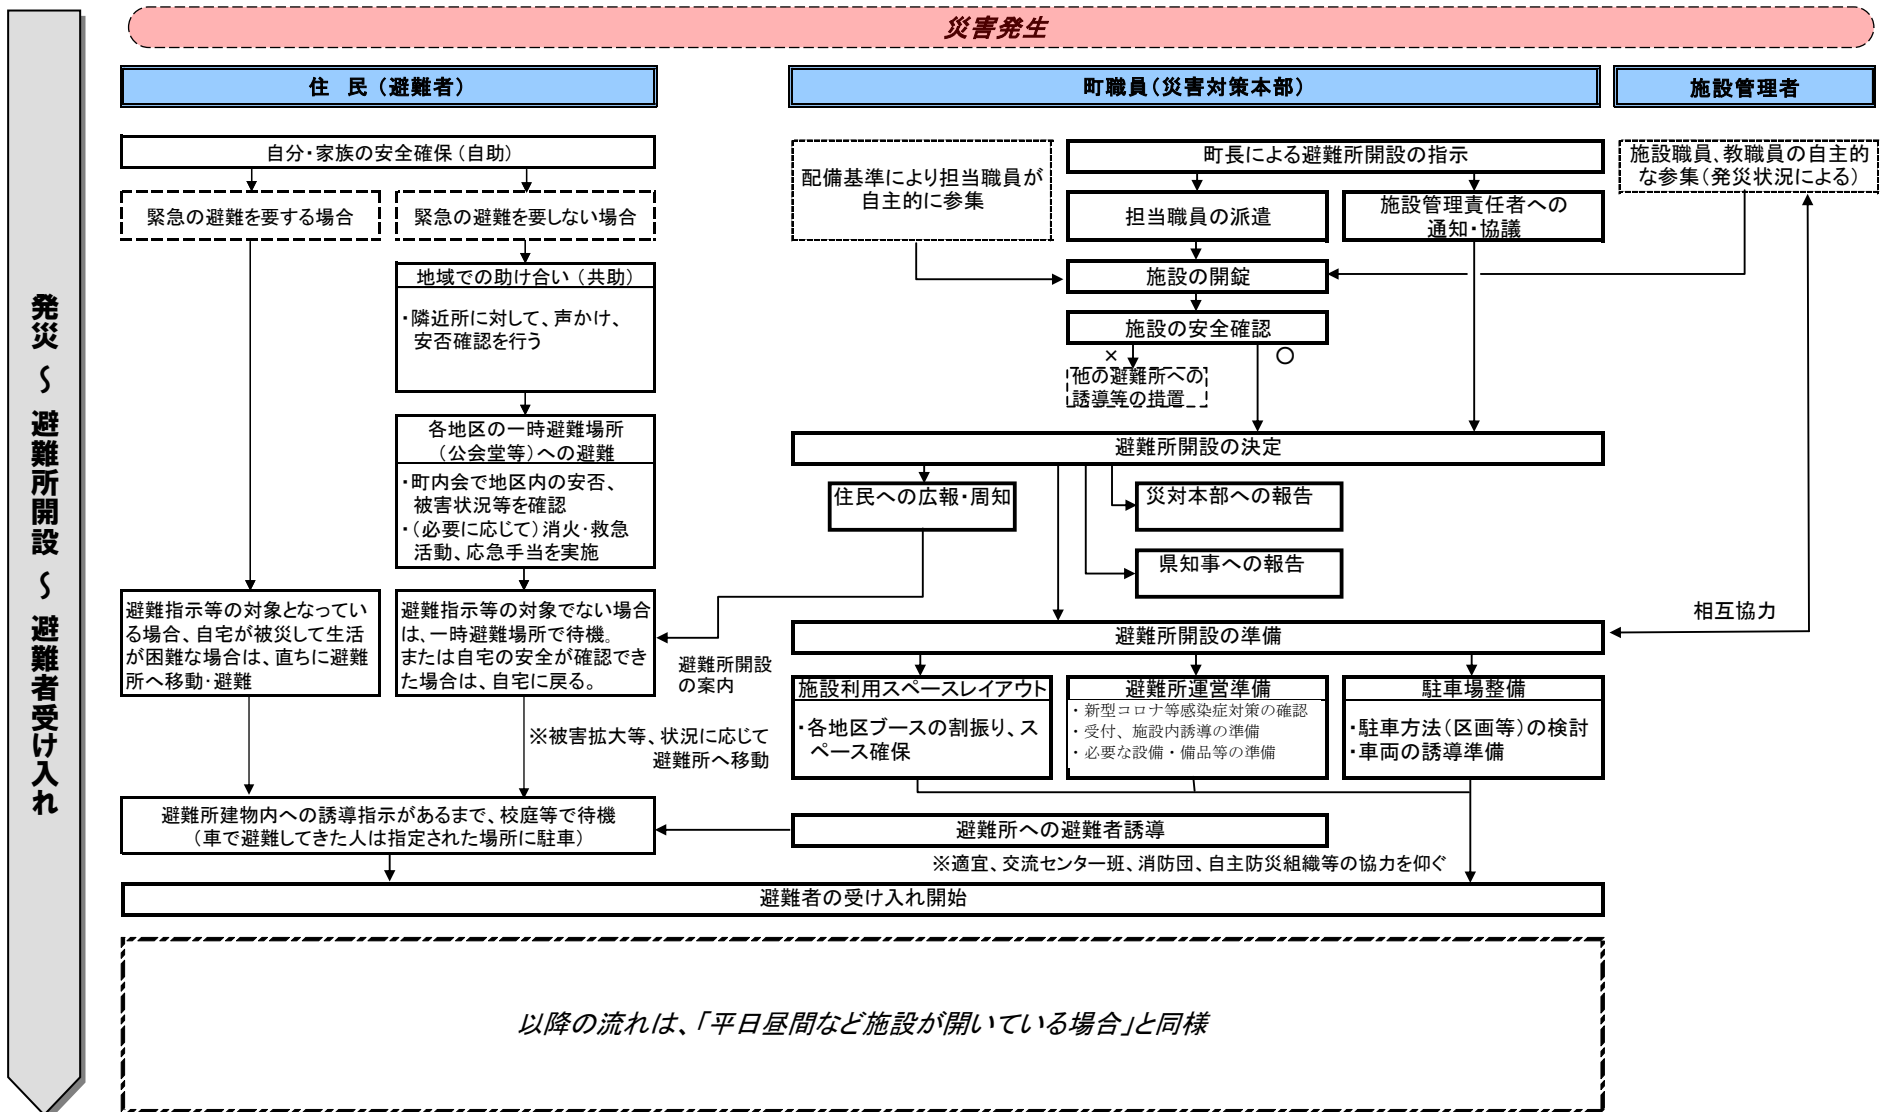 災害発生
発災 ～ 避難所開設 ～ 避難者受け入れ
住　民（避難者）
自分・家族の安全確保（自助）
緊急の避難を要する場合
緊急の避難を要しない場合
地域での助け合い（共助）
・隣近所に対して、声かけ、
安否確認を行う
各地区の一時避難場所
（公会堂等）への避難
・町内会で地区内の安否、
被害状況等を確認
・（必要に応じて）消火・救急
活動、応急手当を実施
避難指示等の対象となってい
る場合、自宅が被災して生活
が困難な場合は、直ちに避難
所へ移動・避難
避難指示等の対象でない場合
は、一時避難場所で待機。
または自宅の安全が確認でき
た場合は、自宅に戻る。
※被害拡大等、状況に応じて
避難所へ移動
避難所建物内への誘導指示があるまで、校庭等で待機
（車で避難してきた人は指定された場所に駐車）
町職員（災害対策本部）
配備基準により担当職員が
自主的に参集
町長による避難所開設の指示
担当職員の派遣
施設管理責任者への
通知・協議
施設の開錠
施設の安全確認
×
○
他の避難所への
誘導等の措置
避難所開設の決定
住民への広報・周知
災対本部への報告
県知事への報告
避難所開設
の案内
避難所開設の準備
施設利用スペースレイアウト
・各地区ブースの割振り、ス
ペース確保
避難所運営準備
・新型コロナ等感染症対策の確認
・受付、施設内誘導の準備
・必要な設備・備品等の準備
駐車場整備
・駐車方法（区画等）の検討
・車両の誘導準備
避難所への避難者誘導
※適宜、交流センター班、消防団、自主防災組織等の協力を仰ぐ
施設管理者
施設職員、教職員の自主的
な参集（発災状況による）
相互協力
避難者の受け入れ開始
以降の流れは、「平日昼間など施設が開いている場合」と同様